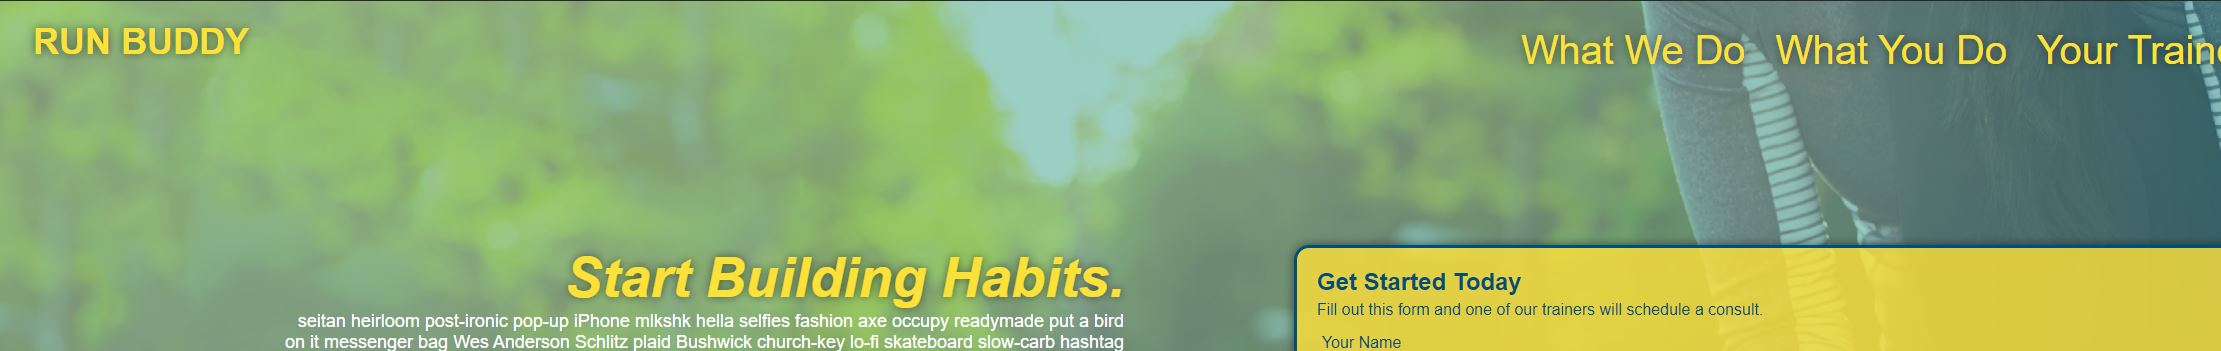 RUN BUDDY
What We Do What You Do Your
Start Building Habits.
seitan heirloom post-ironic pop-up iPhone mlkshk hella selfies fashion axe occupy readymade put a bird
on it messenger bag Wes Anderson Schlitz plaid Bushwick church-key lo-fi skateboard slow-carb hashtag
Get Started Today
Fill out this form and one of our trainers will schedule a consult.
Your Name